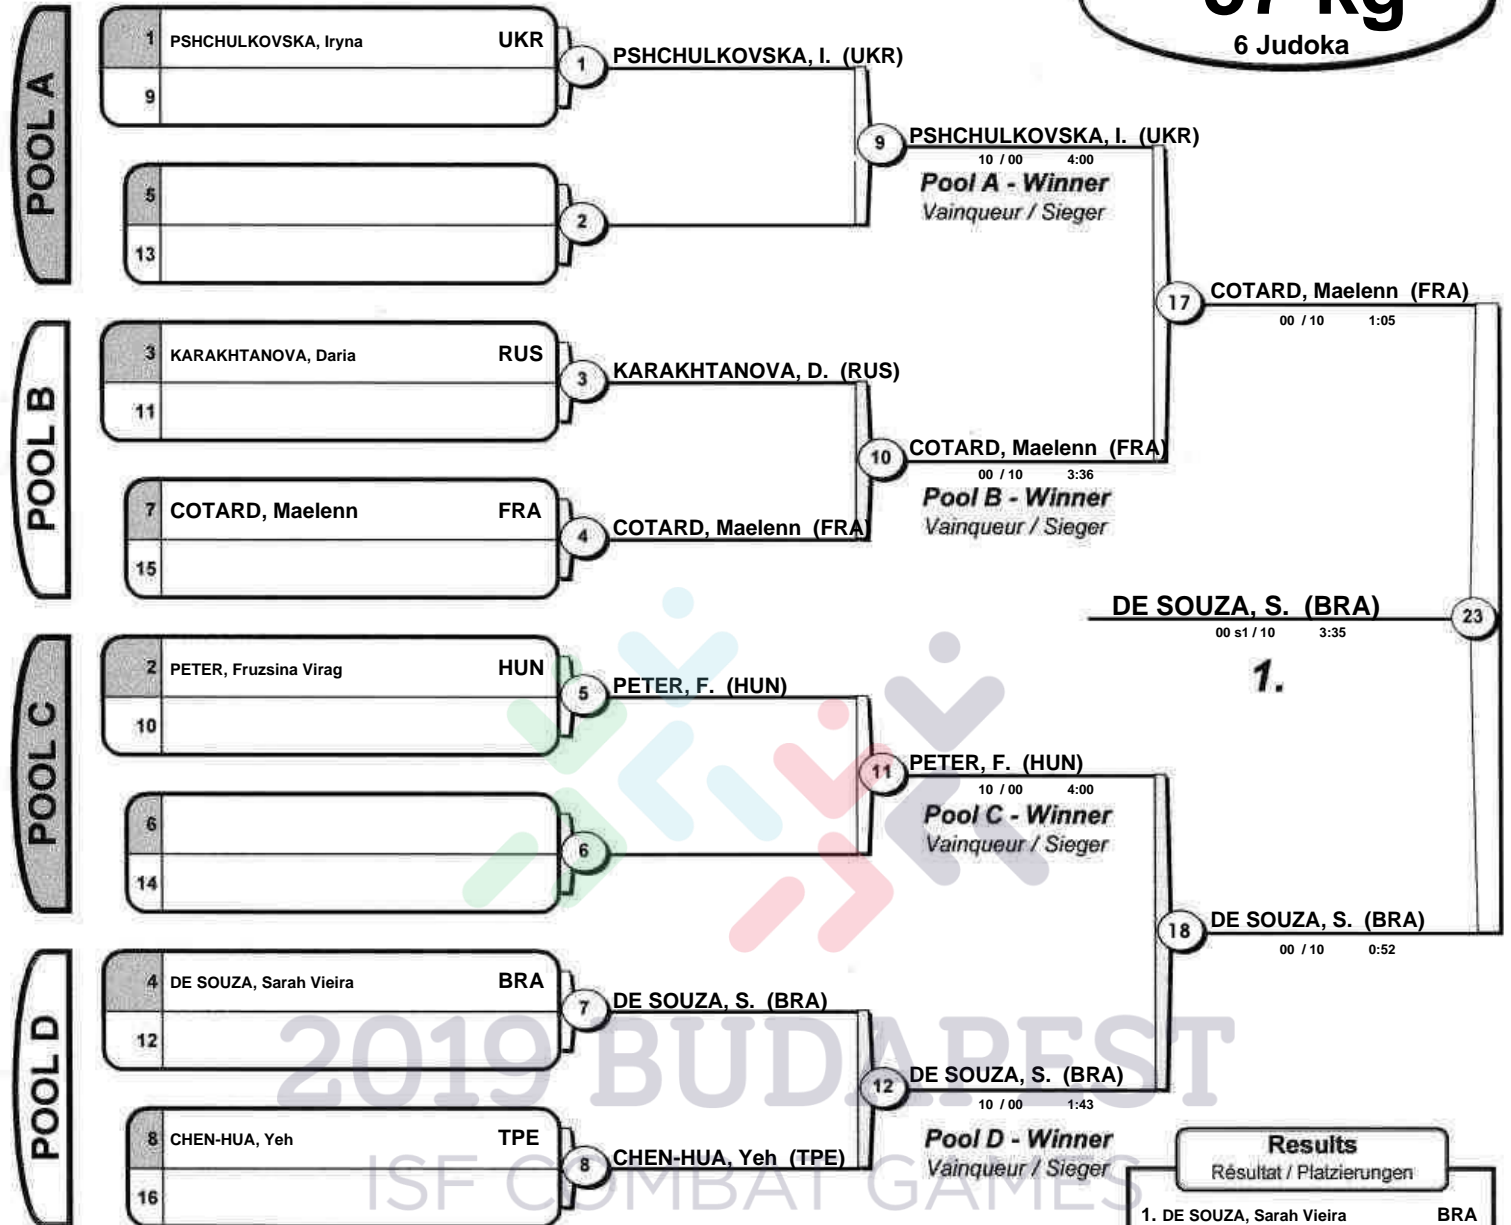 57 kg
6 Judoka
POOL A
1 PSHCHULKOVSKA, Iryna UKR
9
1
PSHCHULKOVSKA, I. (UKR)
5
13
2
9
PSHCHULKOVSKA, I. (UKR)
10 / 00 4:00
Pool A - Winner
Vainqueur / Sieger
POOL B
3 KARAKHTANOVA, Daria RUS
11
3
KARAKHTANOVA, D. (RUS)
7 COTARD, Maelenn FRA
15
4
COTARD, Maelenn (FRA)
10
COTARD, Maelenn (FRA)
00 / 10 3:36
Pool B - Winner
Vainqueur / Sieger
17
COTARD, Maelenn (FRA)
00 / 10 1:05
DE SOUZA, S. (BRA)
00 s1 / 10 3:35
23
1.
POOL C
2 PETER, Fruzsina Virag HUN
10
5
PETER, F. (HUN)
6
14
6
11
PETER, F. (HUN)
10 / 00 4:00
Pool C - Winner
Vainqueur / Sieger
18
DE SOUZA, S. (BRA)
00 / 10 0:52
POOL D
4 DE SOUZA, Sarah Vieira BRA
12
7
DE SOUZA, S. (BRA)
8 CHEN-HUA, Yeh TPE
16
8
CHEN-HUA, Yeh (TPE)
12
DE SOUZA, S. (BRA)
10 / 00 1:43
Pool D - Winner
Vainqueur / Sieger
2019 BUDAPEST
ISF COMBAT GAMES
Results
Résultat / Platzierungen
1. DE SOUZA, Sarah Vieira BRA